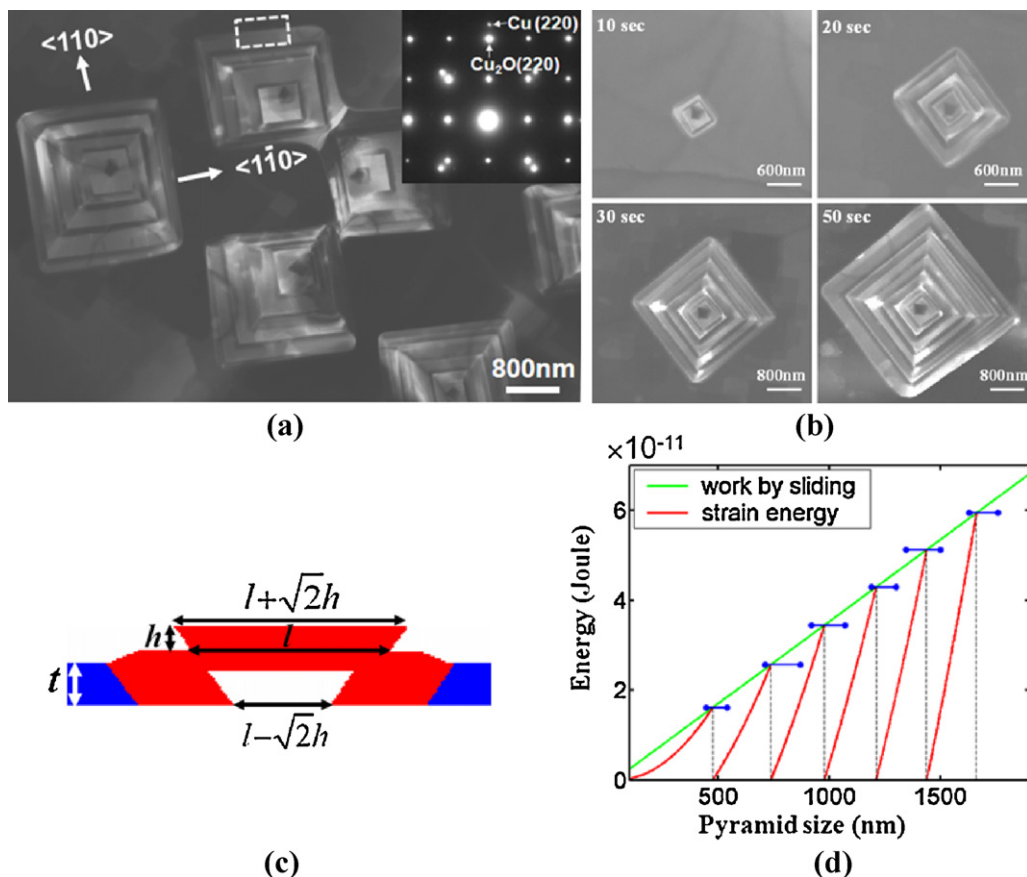 <110>
<11̄0>
Cu (220)
Cu2O(220)
800nm
(a)
10 sec
600nm
20 sec
600nm
30 sec
800nm
50 sec
800nm
(b)
l+√2h
h
l
t
l−√2h
(c)
×10⁻¹¹
work by sliding
strain energy
Energy (Joule)
6
4
2
0
500 1000 1500
Pyramid size (nm)
(d)